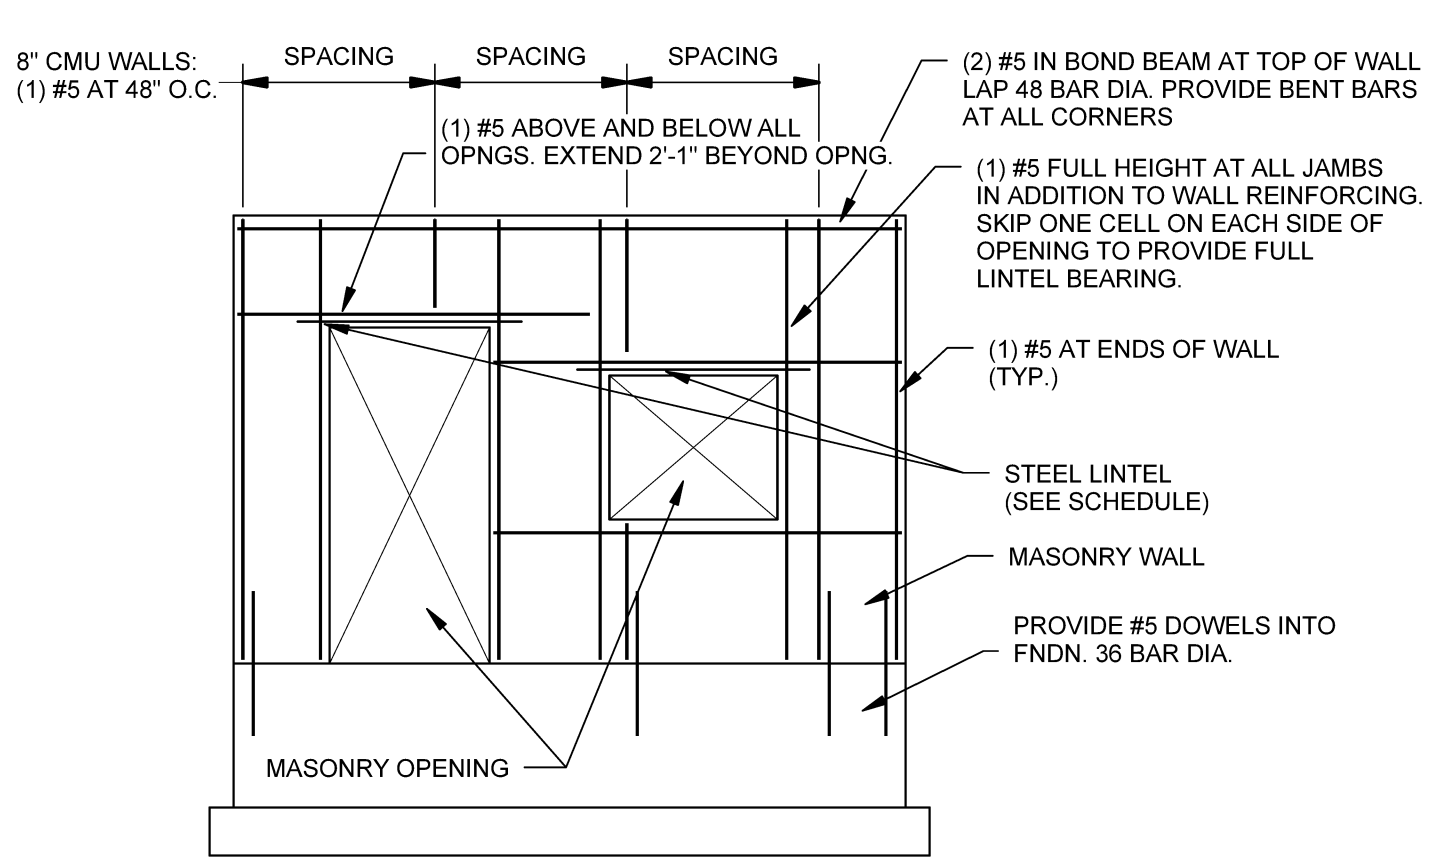 8" CMU WALLS:
(1) #5 AT 48" O.C.
SPACING
SPACING
SPACING
(1) #5 ABOVE AND BELOW ALL
OPNGS. EXTEND 2'-1" BEYOND OPNG.
(2) #5 IN BOND BEAM AT TOP OF WALL
LAP 48 BAR DIA. PROVIDE BENT BARS
AT ALL CORNERS
(1) #5 FULL HEIGHT AT ALL JAMBS
IN ADDITION TO WALL REINFORCING.
SKIP ONE CELL ON EACH SIDE OF
OPENING TO PROVIDE FULL
LINTEL BEARING.
(1) #5 AT ENDS OF WALL
(TYP.)
STEEL LINTEL
(SEE SCHEDULE)
MASONRY WALL
PROVIDE #5 DOWELS INTO
FNDN. 36 BAR DIA.
MASONRY OPENING